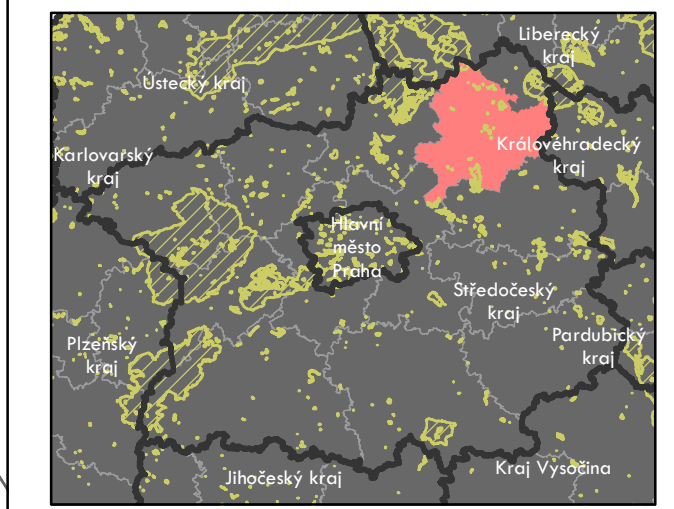 Liberecký
kraj
Ústecký kraj
Karlovarský
kraj
Královéhradecký
kraj
Hlavní
město
Praha
Středočeský
kraj
Plzeňský
kraj
Pardubický
kraj
Jihočeský kraj
Kraj Vysočina